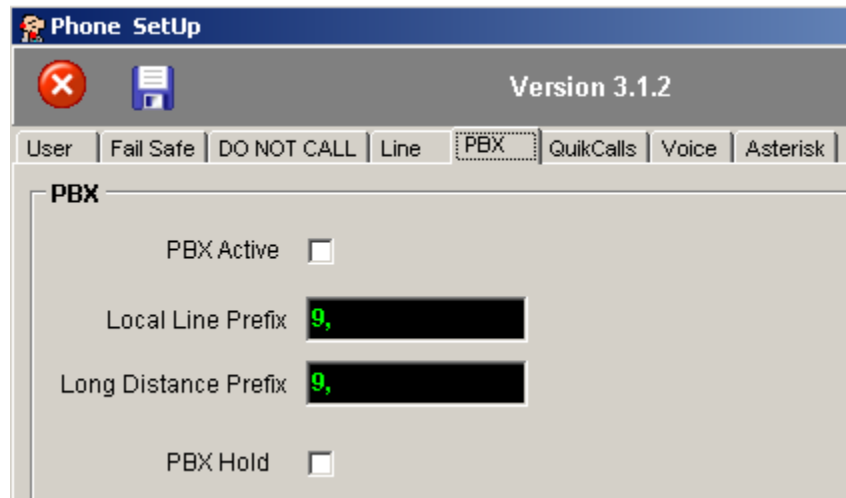 Phone SetUp
Version 3.1.2
User Fail Safe DO NOT CALL Line PBX QuikCalls Voice Asterisk
PBX
PBX Active
Local Line Prefix 9,
Long Distance Prefix 9,
PBX Hold